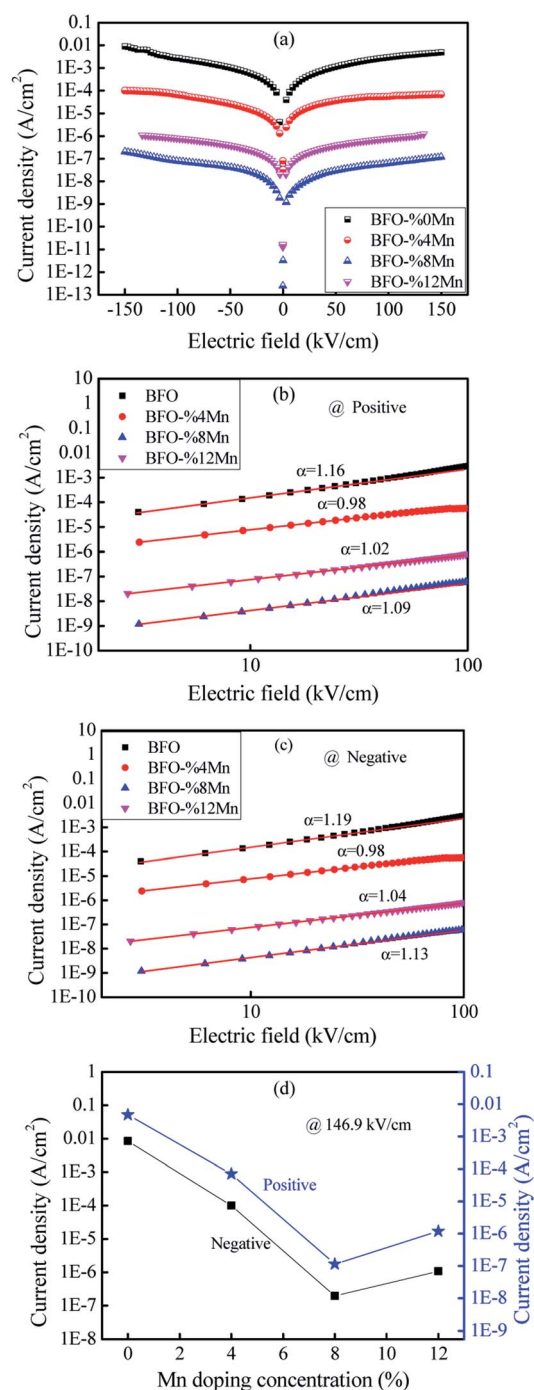 (a)
0.1
0.01
1E-3
1E-4
1E-5
1E-6
1E-7
1E-8
1E-9
1E-10
1E-11
1E-12
1E-13
Current density (A/cm²)
BFO-%0Mn
BFO-%4Mn
BFO-%8Mn
BFO-%12Mn
-150 -100 -50 0 50 100 150
Electric field (kV/cm)
(b)
10
1
0.1
0.01
1E-3
1E-4
1E-5
1E-6
1E-7
1E-8
1E-9
1E-10
Current density (A/cm²)
BFO
BFO-%4Mn
BFO-%8Mn
BFO-%12Mn
@ Positive
α=1.16
α=0.98
α=1.02
α=1.09
10 100
Electric field (kV/cm)
(c)
10
1
0.1
0.01
1E-3
1E-4
1E-5
1E-6
1E-7
1E-8
1E-9
1E-10
Current density (A/cm²)
BFO
BFO-%4Mn
BFO-%8Mn
BFO-%12Mn
@ Negative
α=1.19
α=0.98
α=1.04
α=1.13
10 100
Electric field (kV/cm)
(d)
1
0.1
0.01
1E-3
1E-4
1E-5
1E-6
1E-7
1E-8
Current density (A/cm²)
@ 146.9 kV/cm
Positive
Negative
0.1
0.01
1E-3
1E-4
1E-5
1E-6
1E-7
1E-8
1E-9
Current density (A/cm²)
0 2 4 6 8 10 12
Mn doping concentration (%)